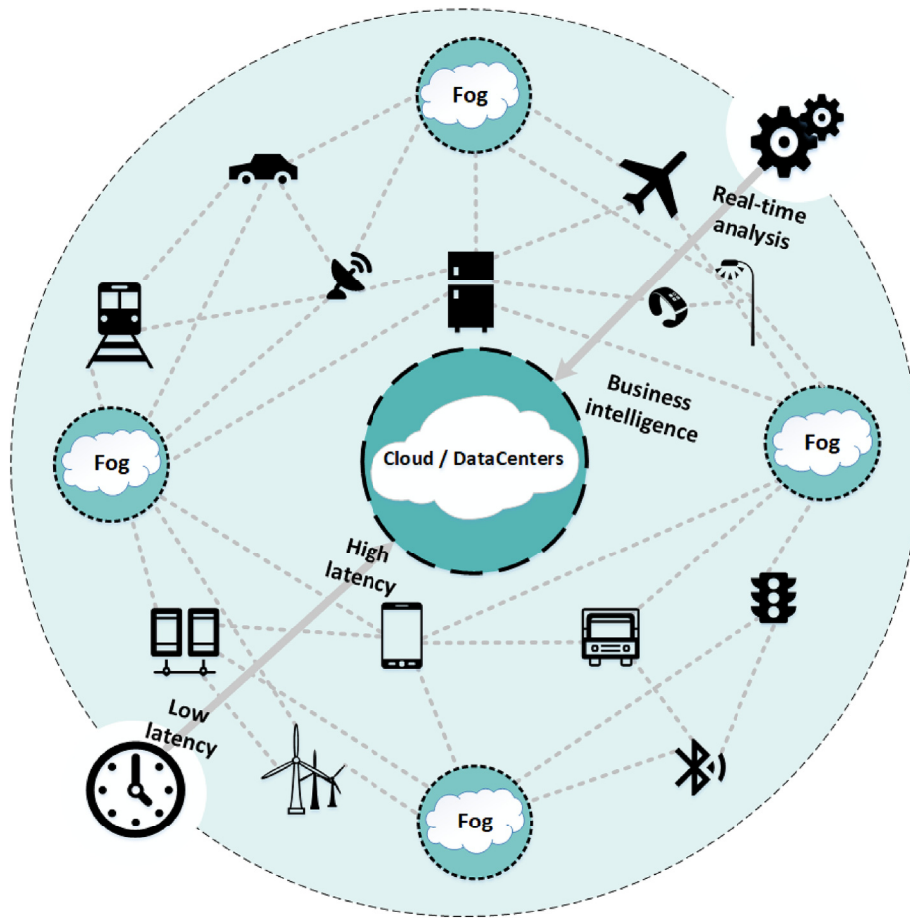 Fog
Real-time
analysis
Business
intelligence
Fog
Cloud / DataCenters
Fog
High
latency
Low
latency
Fog